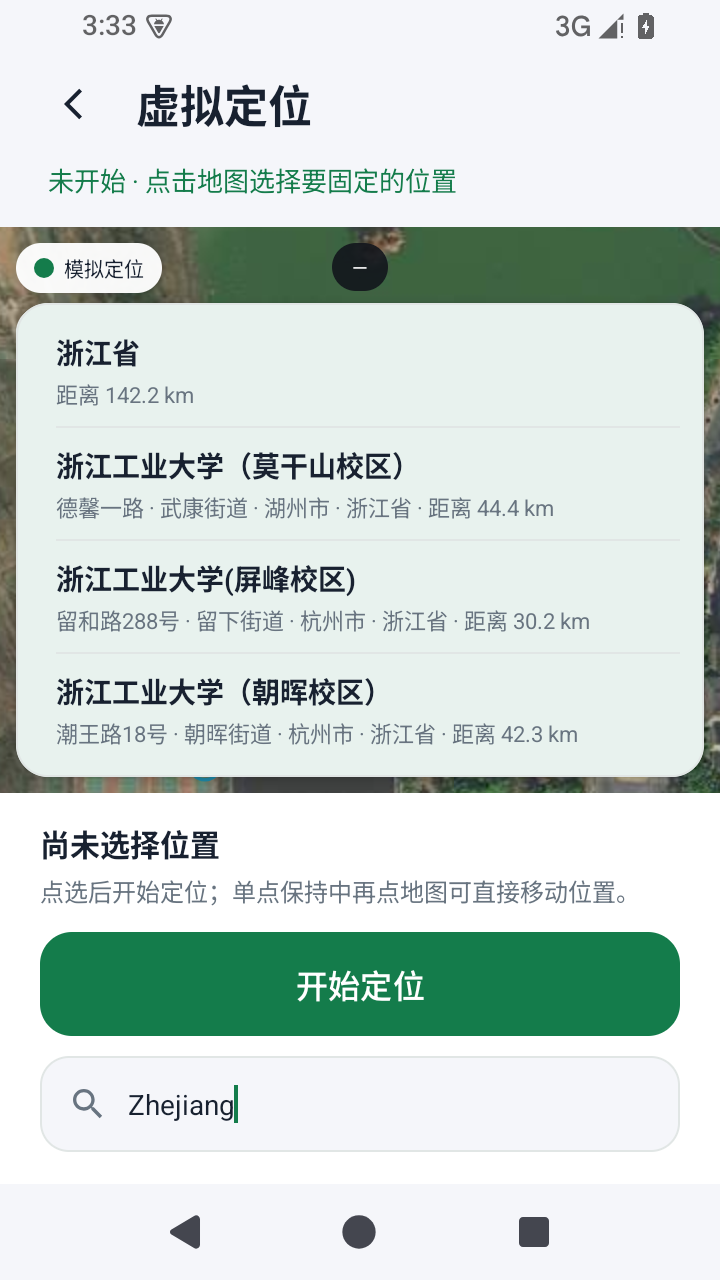 3:33
3G
虚拟定位
未开始 · 点击地图选择要固定的位置
模拟定位
浙江省
距离 142.2 km
浙江工业大学（莫干山校区）
德馨一路 · 武康街道 · 湖州市 · 浙江省 · 距离 44.4 km
浙江工业大学(屏峰校区)
留和路288号 · 留下街道 · 杭州市 · 浙江省 · 距离 30.2 km
浙江工业大学（朝晖校区）
潮王路18号 · 朝晖街道 · 杭州市 · 浙江省 · 距离 42.3 km
尚未选择位置
点选后开始定位；单点保持中再点地图可直接移动位置。
开始定位
Zhejiang